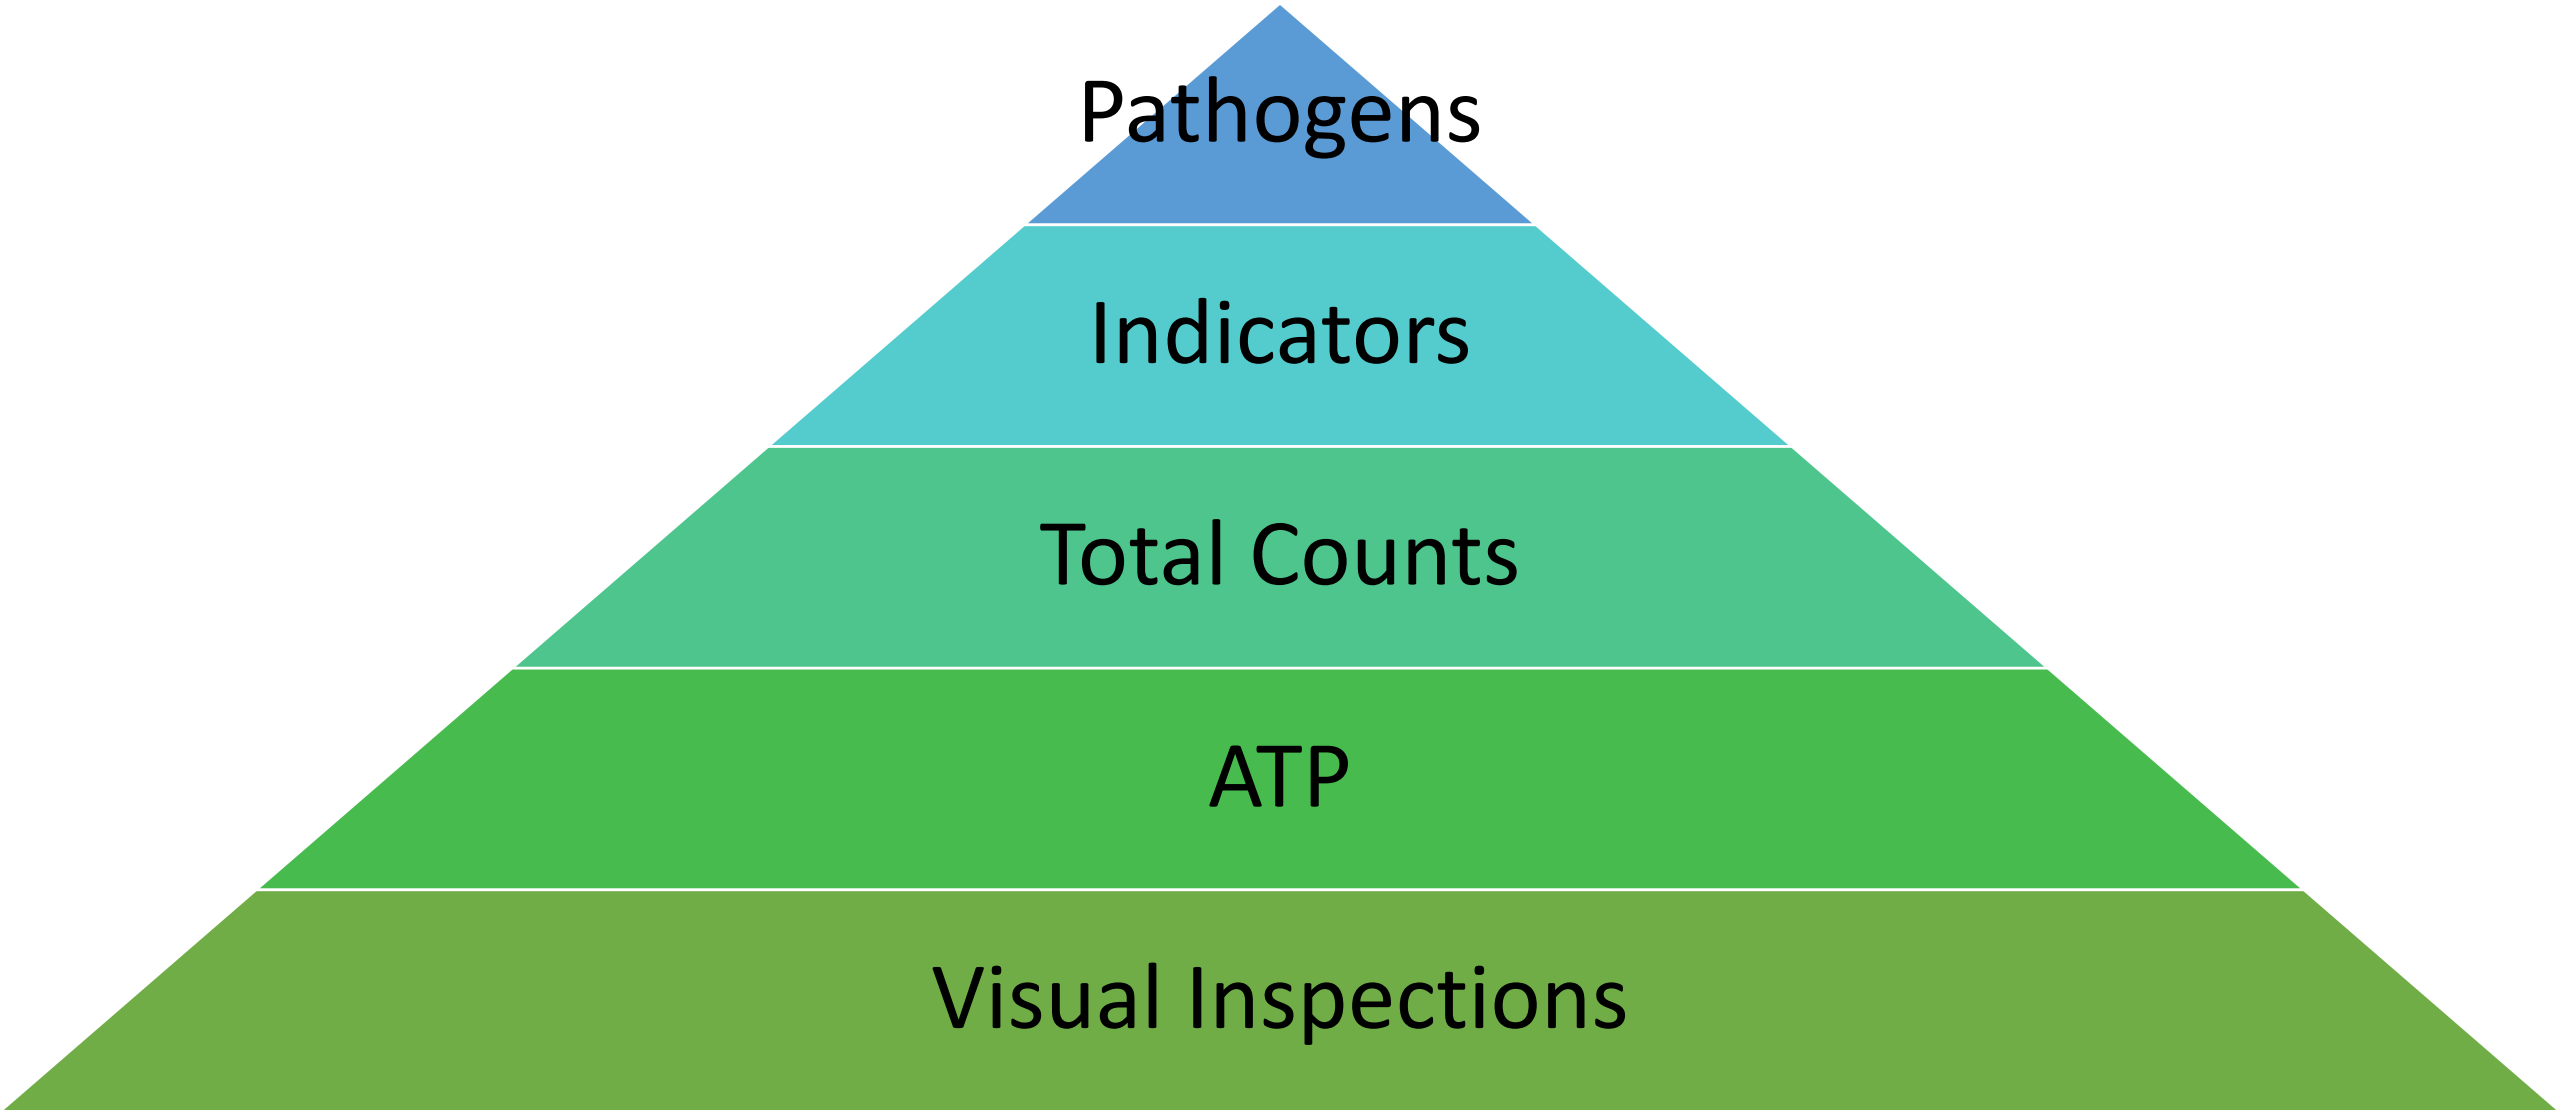 Pathogens
Indicators
Total Counts
ATP
Visual Inspections